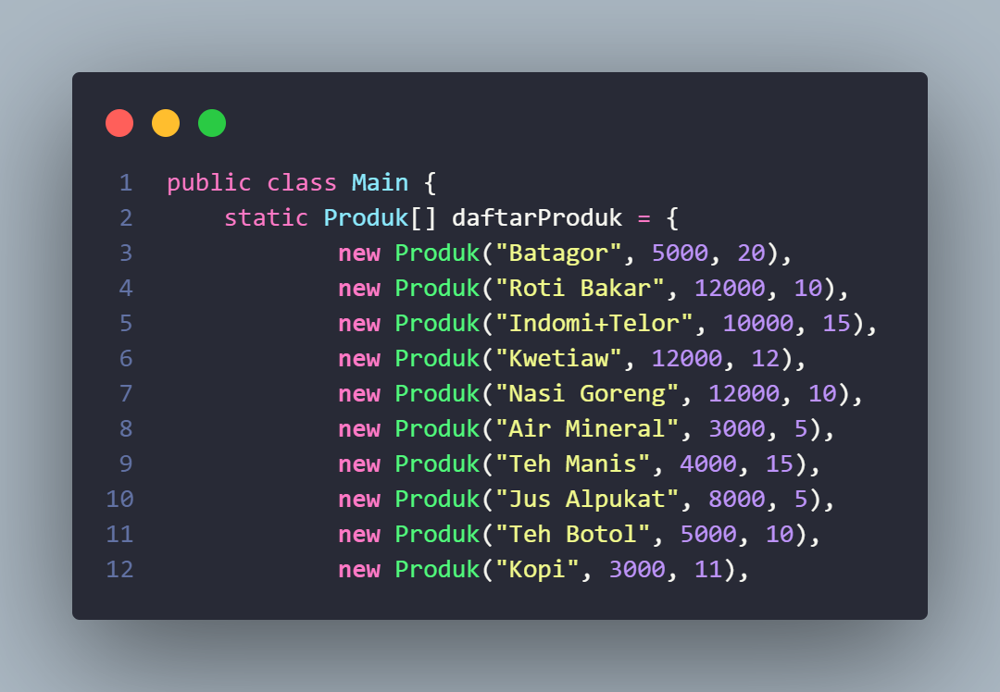 1 public class Main {
2     static Produk[] daftarProduk = {
3             new Produk("Batagor", 5000, 20),
4             new Produk("Roti Bakar", 12000, 10),
5             new Produk("Indomi+Telor", 10000, 15),
6             new Produk("Kwetiaw", 12000, 12),
7             new Produk("Nasi Goreng", 12000, 10),
8             new Produk("Air Mineral", 3000, 5),
9             new Produk("Teh Manis", 4000, 15),
10             new Produk("Jus Alpukat", 8000, 5),
11             new Produk("Teh Botol", 5000, 10),
12             new Produk("Kopi", 3000, 11),